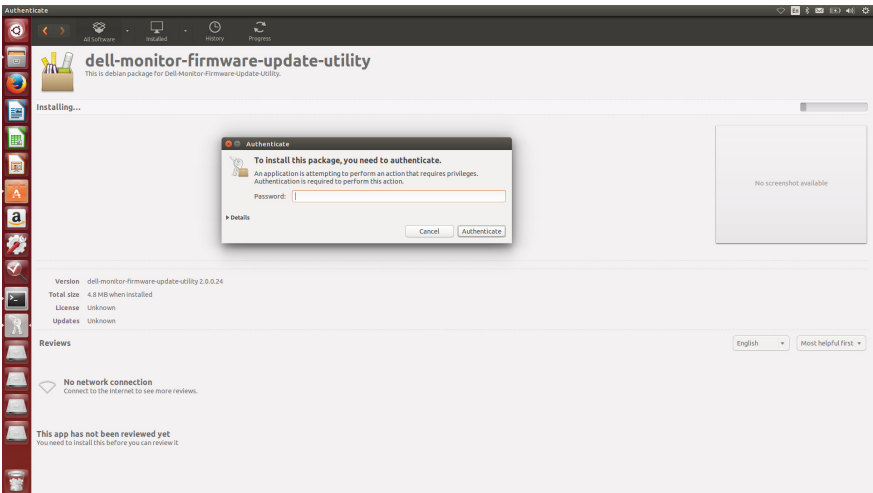 Authenticate
En
All Software
Installed
History
Progress
dell-monitor-firmware-update-utility
This is debian package for Dell-Monitor-Firmware-Update-Utility.
Installing...
Authenticate
To install this package, you need to authenticate.
An application is attempting to perform an action that requires privileges.
Authentication is required to perform this action.
Password:
Details
Cancel
Authenticate
No screenshot available
Version dell-monitor-firmware-update-utility 2.0.0.24
Total size 4.8 MB when installed
License Unknown
Updates Unknown
Reviews
English
Most helpful first
No network connection
Connect to the Internet to see more reviews.
This app has not been reviewed yet
You need to install this before you can review it